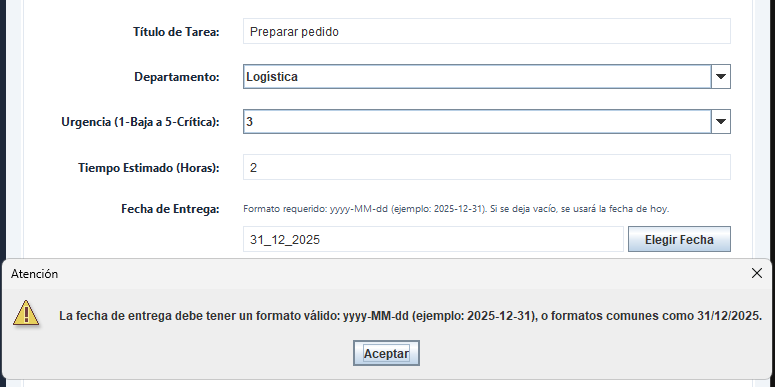 Título de Tarea: Preparar pedido
Departamento: Logística
Urgencia (1-Baja a 5-Crítica): 3
Tiempo Estimado (Horas): 2
Fecha de Entrega: Formato requerido: yyyy-MM-dd (ejemplo: 2025-12-31). Si se deja vacío, se usará la fecha de hoy.
31_12_2025 Elegir Fecha
Atención
La fecha de entrega debe tener un formato válido: yyyy-MM-dd (ejemplo: 2025-12-31), o formatos comunes como 31/12/2025.
Aceptar